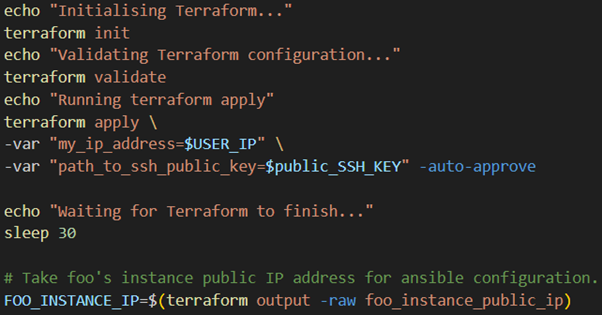 echo "Initialising Terraform..."
terraform init
echo "Validating Terraform configuration..."
terraform validate
echo "Running terraform apply"
terraform apply \
-var "my_ip_address=$USER_IP" \
-var "path_to_ssh_public_key=$public_SSH_KEY" -auto-approve
echo "Waiting for Terraform to finish..."
sleep 30
# Take foo's instance public IP address for ansible configuration.
FOO_INSTANCE_IP=$(terraform output -raw foo_instance_public_ip)